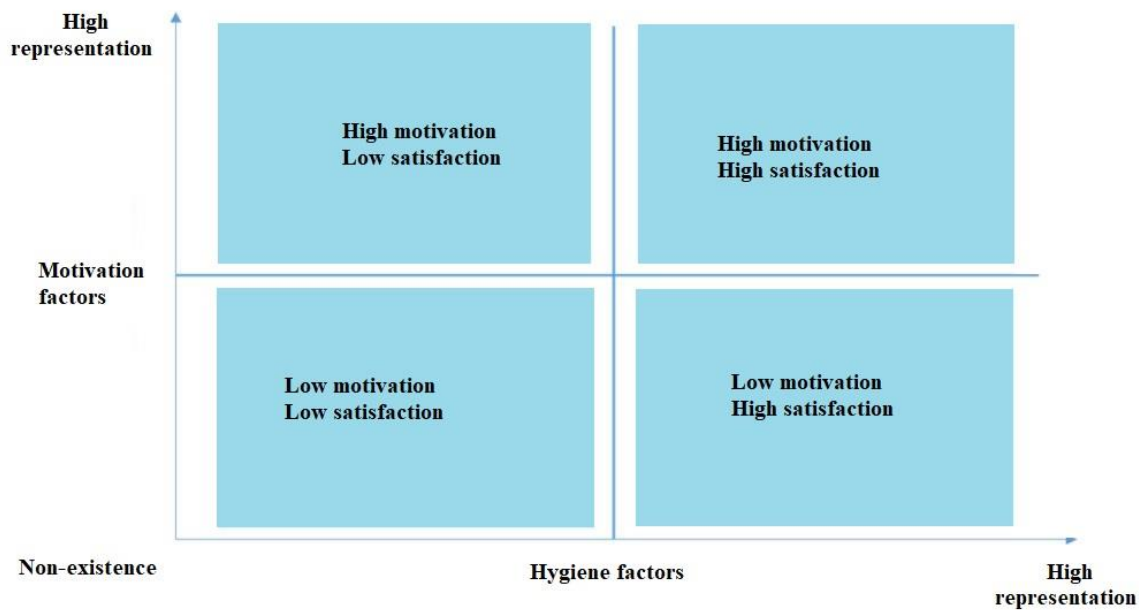 High
representation
High motivation
Low satisfaction
High motivation
High satisfaction
Motivation
factors
Low motivation
Low satisfaction
Low motivation
High satisfaction
Non-existence
Hygiene factors
High
representation